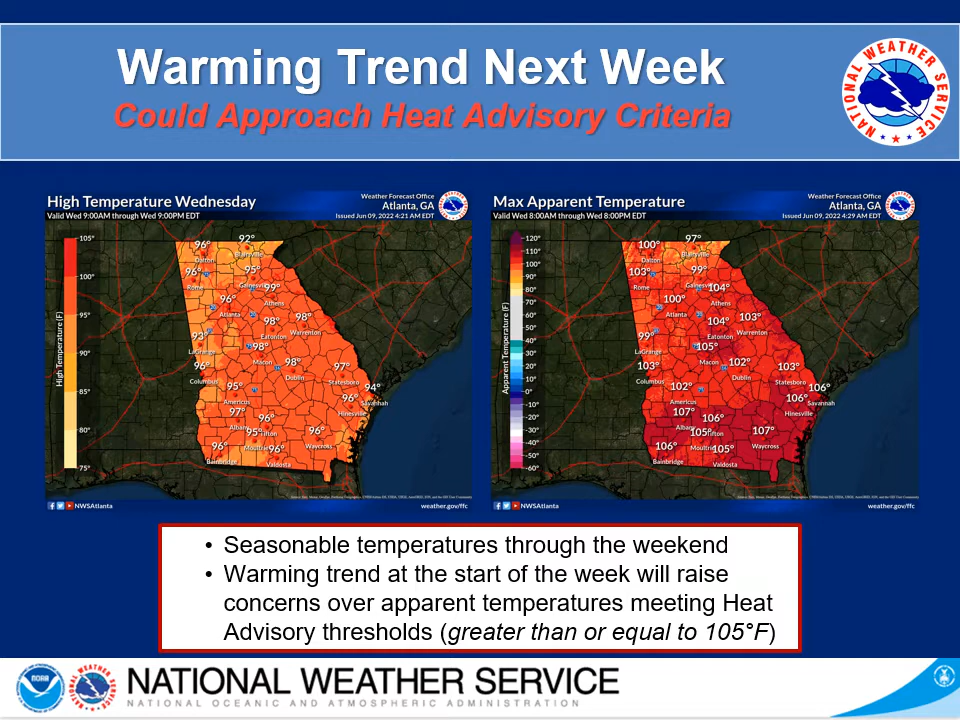 Warming Trend Next Week
Could Approach Heat Advisory Criteria
NATIONAL WEATHER SERVICE
High Temperature Wednesday
Valid Wed 9:00AM through Wed 9:00PM EDT
Weather Forecast Office
Atlanta, GA
Issued Jun 09, 2022 4:21 AM EDT
High Temperature (F)
105°
100°
95°
90°
85°
80°
75°
96°
Dalton
92°
Blairsville
96°
Rome
95°
Gainesville
99°
Athens
96°
Atlanta
98°
Eatonton
98°
Warrenton
93°
LaGrange
98°
Macon
96°
Columbus
98°
Dublin
97°
Statesboro
95°
Americus
94°
Savannah
96°
Hinesville
97°
Albany
96°
Tifton
95°
Moultrie
96°
Waycross
96°
Bainbridge
96°
Valdosta
NWSAtlanta
weather.gov/ffc
Max Apparent Temperature
Valid Wed 8:00AM through Wed 8:00PM EDT
Weather Forecast Office
Atlanta, GA
Issued Jun 09, 2022 4:29 AM EDT
Apparent Temperature (F)
120°
110°
100°
90°
80°
70°
60°
50°
40°
30°
20°
10°
0°
-10°
-20°
-30°
-40°
-50°
-60°
100°
Dalton
97°
Blairsville
103°
Rome
99°
Gainesville
104°
Athens
100°
Atlanta
104°
Eatonton
103°
Warrenton
99°
LaGrange
105°
Macon
103°
Columbus
102°
Dublin
103°
Statesboro
102°
Americus
106°
Savannah
106°
Hinesville
107°
Albany
106°
Tifton
105°
Moultrie
107°
Waycross
106°
Bainbridge
105°
Valdosta
NWSAtlanta
weather.gov/ffc
• Seasonable temperatures through the weekend
• Warming trend at the start of the week will raise
concerns over apparent temperatures meeting Heat
Advisory thresholds (greater than or equal to 105°F)
NOAA
NATIONAL WEATHER SERVICE
NATIONAL OCEANIC AND ATMOSPHERIC ADMINISTRATION